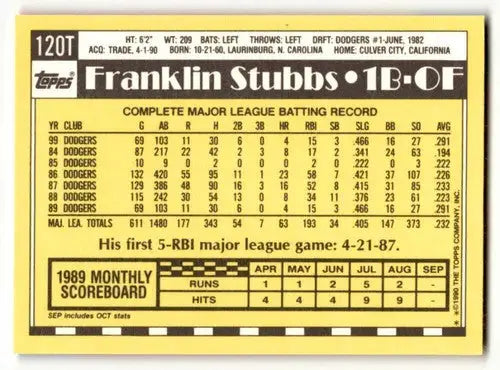 120T
HT: 6'2" WT: 209 BATS: LEFT THROWS: LEFT DRFT: DODGERS #1-JUNE, 1982
ACQ: TRADE, 4-1-90 BORN: 10-21-60, LAURINBURG, N. CAROLINA HOME: CULVER CITY, CALIFORNIA
Topps Franklin Stubbs • 1B-OF
COMPLETE MAJOR LEAGUE BATTING RECORD
YR CLUB G AB R H 2B 3B HR RBI SB SLG BB SO AVG
99 DODGERS 69 103 11 30 6 0 4 15 3 .466 16 27 .291
84 DODGERS 87 217 22 42 2 3 8 17 2 .341 24 63 .194
85 DODGERS 10 9 0 2 0 0 0 2 0 .222 0 3 .222
86 DODGERS 132 420 55 95 11 1 23 58 7 .421 37 107 .226
87 DODGERS 129 386 48 90 16 3 16 52 8 .415 31 85 .233
88 DODGERS 115 242 30 54 13 0 8 34 11 .376 23 61 .223
89 DODGERS 69 103 11 30 6 0 4 15 3 .466 16 27 .291
MAJ. LEA. TOTALS 611 1480 177 343 54 7 63 193 34 .405 147 373 .232
His first 5-RBI major league game: 4-21-87.
1989 MONTHLY SCOREBOARD
APR MAY JUN JUL AUG SEP
RUNS 1 1 2 5 2 -
HITS 4 4 4 9 9 -
SEP includes OCT stats
* * ©1990 THE TOPPS COMPANY, INC.